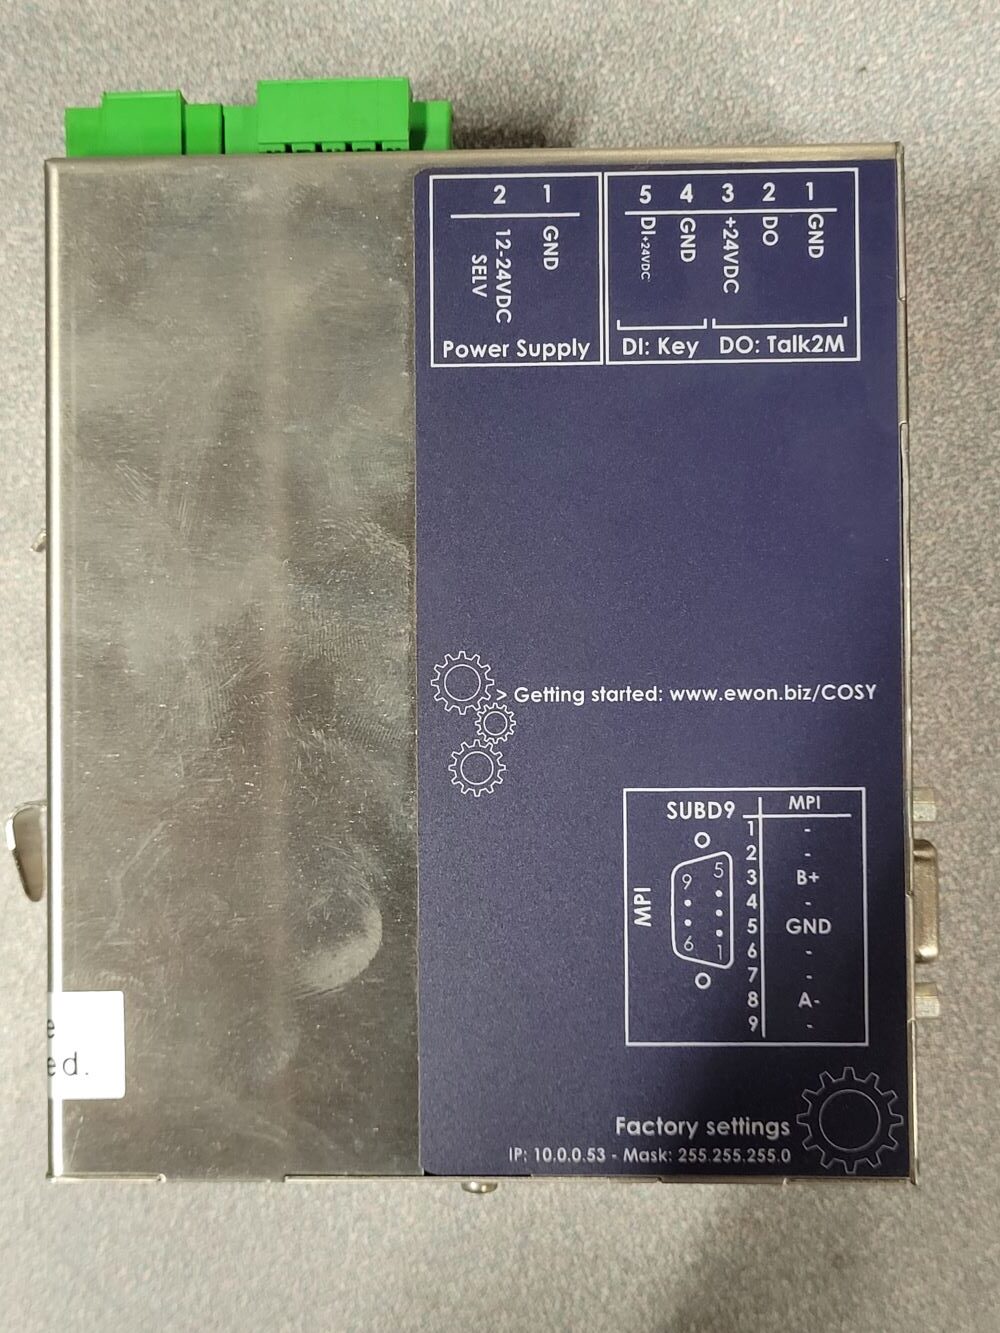 2 1
GND
12-24VDC
SELV
Power Supply
5 4 3 2 1
DI+24VDC
GND
+24VDC
DO
GND
DI: Key DO: Talk2M
> Getting started: www.ewon.biz/COSY
SUBD9 MPI
MPI
9 5
6 1
1 -
2 -
3 B+
4 -
5 GND
6 -
7 -
8 A-
9 -
e
ed.
Factory settings
IP: 10.0.0.53 - Mask: 255.255.255.0